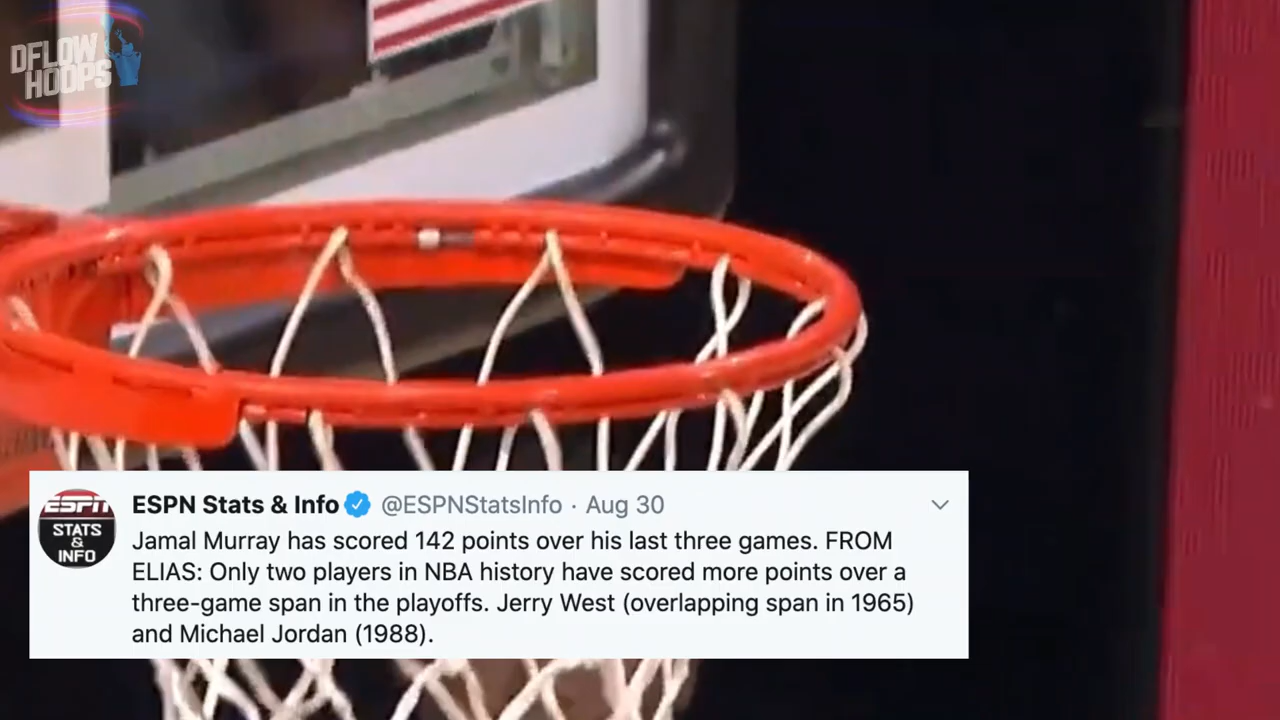 DFLOW
HOOPS
ESPN Stats & Info @ESPNStatsInfo · Aug 30
ESPN
STATS
&
INFO
Jamal Murray has scored 142 points over his last three games. FROM
ELIAS: Only two players in NBA history have scored more points over a
three-game span in the playoffs. Jerry West (overlapping span in 1965)
and Michael Jordan (1988).